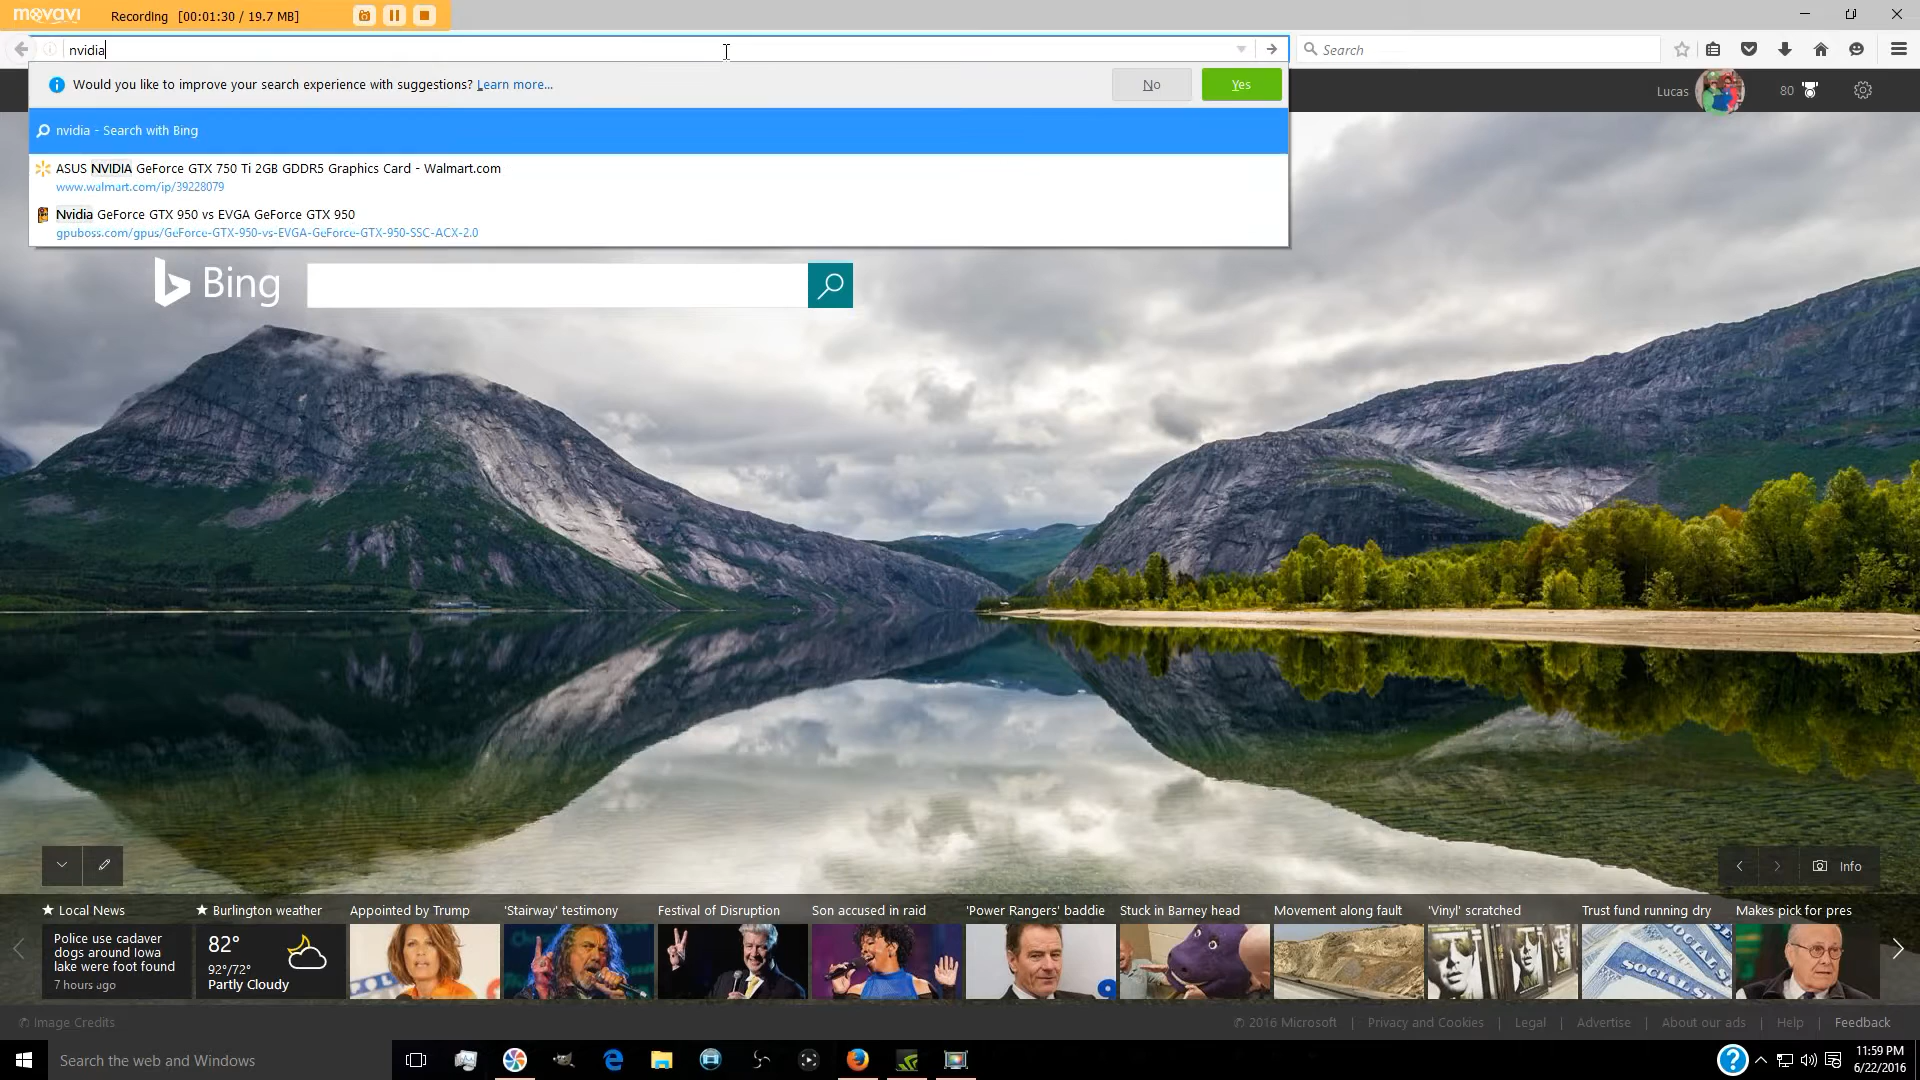 movavi
Recording [00:01:30 / 19.7 MB]
nvidia
Search
Would you like to improve your search experience with suggestions? Learn more...
No
Yes
Lucas
80
nvidia - Search with Bing
ASUS NVIDIA GeForce GTX 750 Ti 2GB GDDR5 Graphics Card - Walmart.com
www.walmart.com/ip/39228079
Nvidia GeForce GTX 950 vs EVGA GeForce GTX 950
gpuboss.com/gpus/GeForce-GTX-950-vs-EVGA-GeForce-GTX-950-SSC-ACX-2.0
Bing
Info
Local News
Burlington weather
Appointed by Trump
'Stairway' testimony
Festival of Disruption
Son accused in raid
'Power Rangers' baddie
Stuck in Barney head
Movement along fault
'Vinyl' scratched
Trust fund running dry
Makes pick for pres
Police use cadaver
dogs around Iowa
lake were foot found
7 hours ago
82°
92°/72°
Partly Cloudy
SOCIAL SECURITY
© Image Credits
© 2016 Microsoft | Privacy and Cookies | Legal | Advertise | About our ads | Help | Feedback
Search the web and Windows
11:59 PM
6/22/2016